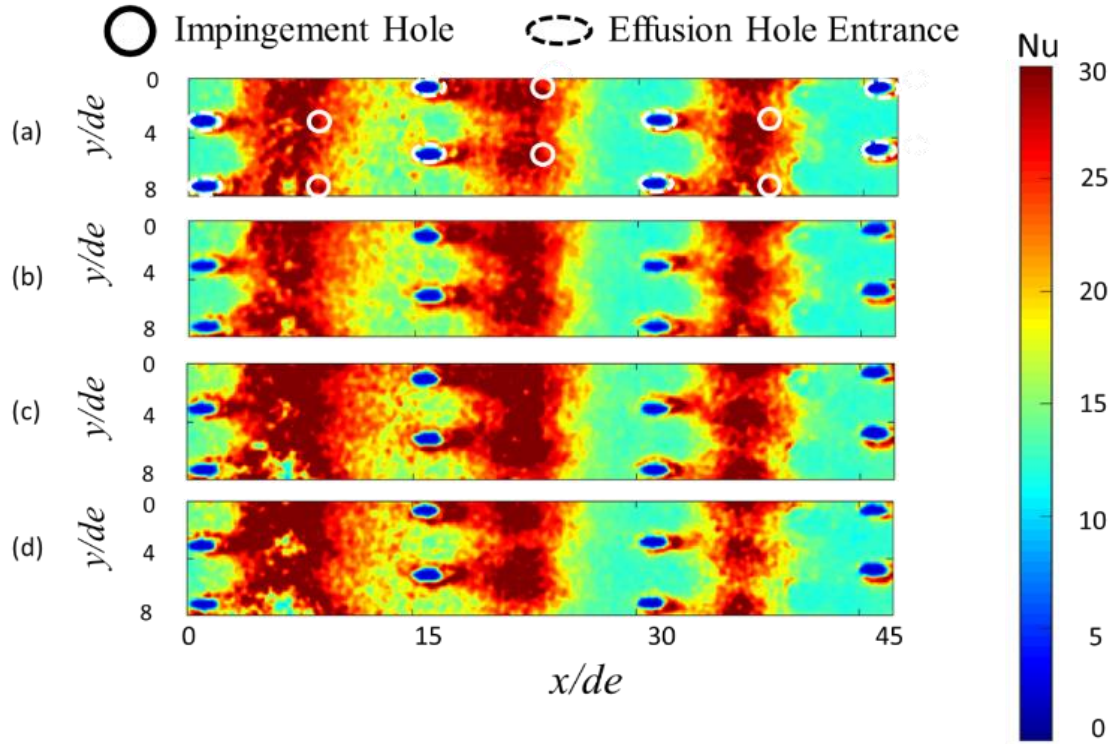 Impingement Hole
Effusion Hole Entrance
Nu
(a)
y/de
0
4
8
(b)
y/de
0
4
8
(c)
y/de
0
4
8
(d)
y/de
0
4
8
0 15 30 45
x/de
30
25
20
15
10
5
0